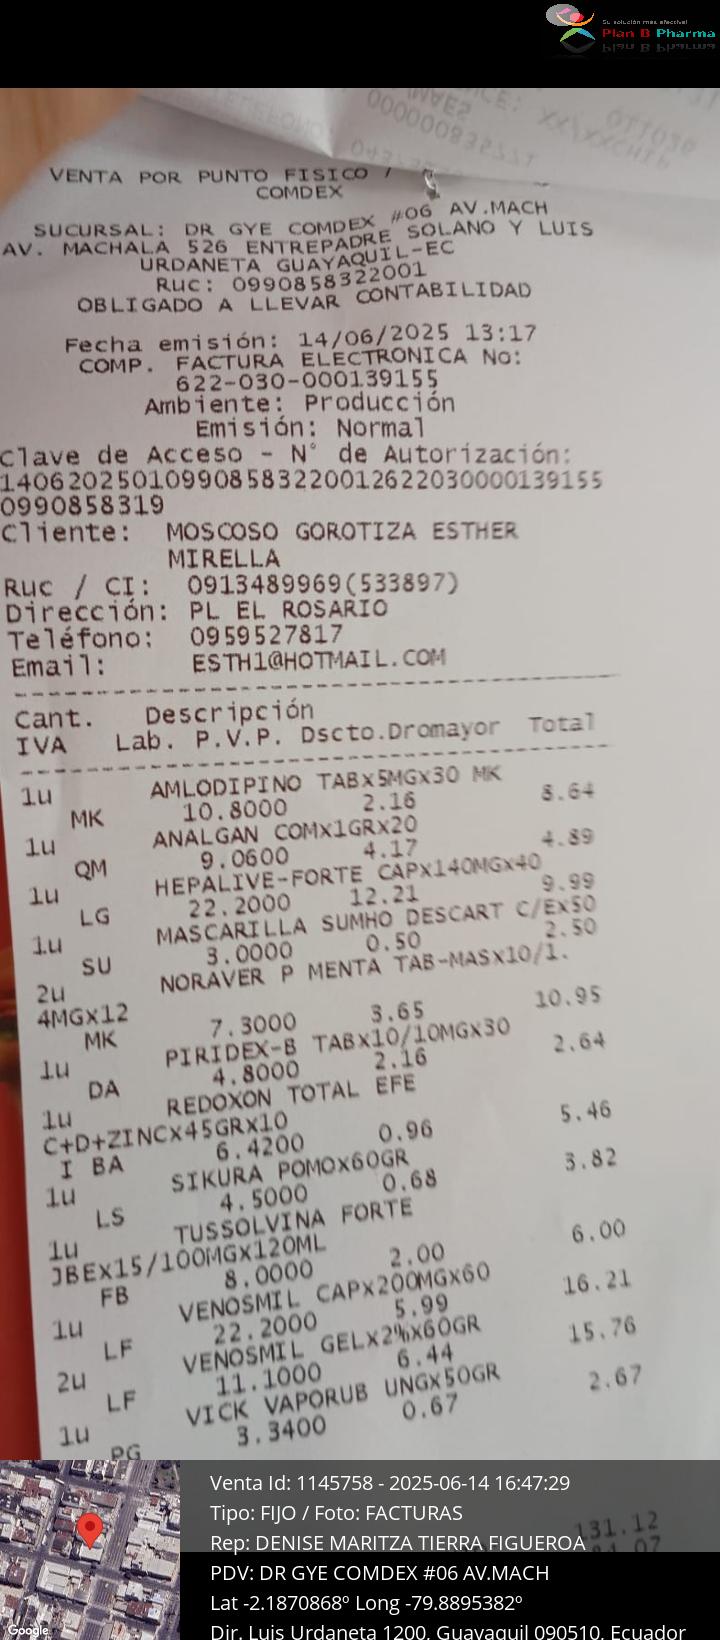 Su solución más efectiva!
Plan B Pharma
000000835771
VENTA POR PUNTO FISICO /
COMDEX
SUCURSAL: DR GYE COMDEX #06 AV.MACH
AV. MACHALA 526 ENTREPADRE SOLANO Y LUIS
URDANETA GUAYAQUIL-EC
Ruc: 0990858322001
OBLIGADO A LLEVAR CONTABILIDAD
Fecha emisión: 14/06/2025 13:17
COMP. FACTURA ELECTRONICA No:
622-030-000139155
Ambiente: Producción
Emisión: Normal
Clave de Acceso - N° de Autorización:
140620250109908583220012622030000139155
0990858319
Cliente: MOSCOSO GOROTIZA ESTHER
MIRELLA
Ruc / CI: 0913489969(533897)
Dirección: PL EL ROSARIO
Teléfono: 0959527817
Email: ESTH1@HOTMAIL.COM
Cant. Descripción
IVA Lab. P.V.P. Dscto.Dromayor Total
1u AMLODIPINO TABx5MGx30 MK
MK 10.8000 2.16 8.64
1u ANALGAN COMx1GRx20
QM 9.0600 4.17 4.89
1u HEPALIVE-FORTE CAPx140MGx40
LG 22.2000 12.21 9.99
1u MASCARILLA SUMHO DESCART C/Ex50
SU 3.0000 0.50 2.50
2u NORAVER P MENTA TAB-MASx10/1.
4MGx12
MK 7.3000 3.65 10.95
1u PIRIDEX-B TABx10/10MGx30
DA 4.8000 2.16 2.64
1u REDOXON TOTAL EFE
C+D+ZINCx45GRx10
I BA 6.4200 0.96 5.46
1u SIKURA POMOx60GR
LS 4.5000 0.68 3.82
1u TUSSOLVINA FORTE
JBEx15/100MGx120ML
FB 8.0000 2.00 6.00
1u VENOSMIL CAPx200MGx60
LF 22.2000 5.99 16.21
2u VENOSMIL GELx2%x60GR
LF 11.1000 6.44 15.76
1u VICK VAPORUB UNGx50GR
PG 3.3400 0.67 2.67
131.12
Venta Id: 1145758 - 2025-06-14 16:47:29
Tipo: FIJO / Foto: FACTURAS
Rep: DENISE MARITZA TIERRA FIGUEROA
PDV: DR GYE COMDEX #06 AV.MACH
Lat -2.1870868º Long -79.8895382º
Dir. Luis Urdaneta 1200, Guayaquil 090510, Ecuador
Google